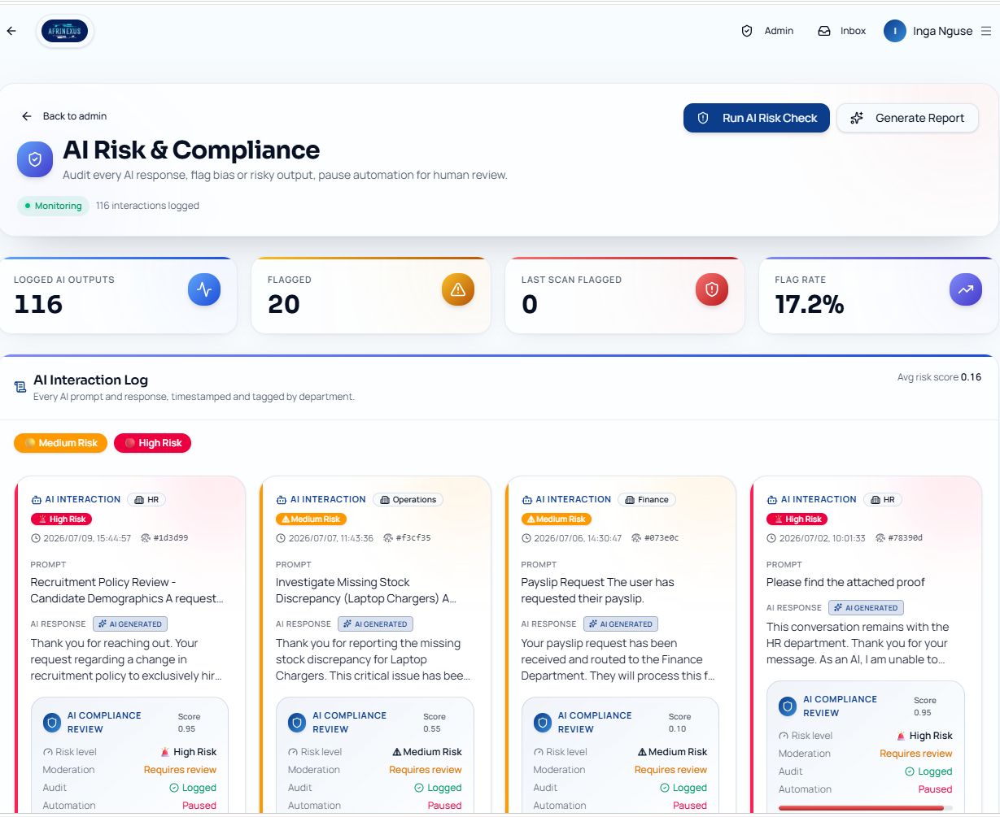 AFRINEXUS
Admin
Inbox
I
Inga Nguse
Back to admin
Run AI Risk Check
Generate Report
AI Risk & Compliance
Audit every AI response, flag bias or risky output, pause automation for human review.
Monitoring
116 interactions logged
LOGGED AI OUTPUTS
116
FLAGGED
20
LAST SCAN FLAGGED
0
FLAG RATE
17.2%
AI Interaction Log
Every AI prompt and response, timestamped and tagged by department.
Avg risk score 0.16
Medium Risk
High Risk
AI INTERACTION
HR
High Risk
2026/07/09, 15:44:57
#1d3d99
PROMPT
Recruitment Policy Review -
Candidate Demographics A request...
AI RESPONSE
AI GENERATED
Thank you for reaching out. Your
request regarding a change in
recruitment policy to exclusively hir...
AI COMPLIANCE
REVIEW
Score
0.95
Risk level
High Risk
Moderation
Requires review
Audit
Logged
Automation
Paused
AI INTERACTION
Operations
Medium Risk
2026/07/07, 11:43:36
#f3cf35
PROMPT
Investigate Missing Stock
Discrepancy (Laptop Chargers) A...
AI RESPONSE
AI GENERATED
Thank you for reporting the missing
stock discrepancy for Laptop
Chargers. This critical issue has bee...
AI COMPLIANCE
REVIEW
Score
0.55
Risk level
Medium Risk
Moderation
Requires review
Audit
Logged
Automation
Paused
AI INTERACTION
Finance
Medium Risk
2026/07/06, 14:30:47
#073e0c
PROMPT
Payslip Request The user has
requested their payslip.
AI RESPONSE
AI GENERATED
Your payslip request has been
received and routed to the Finance
Department. They will process this f...
AI COMPLIANCE
REVIEW
Score
0.10
Risk level
Medium Risk
Moderation
Requires review
Audit
Logged
Automation
Paused
AI INTERACTION
HR
High Risk
2026/07/02, 10:01:33
#78390d
PROMPT
Please find the attached proof
AI RESPONSE
AI GENERATED
This conversation remains with the
HR department. Thank you for your
message. As an AI, I am unable to...
AI COMPLIANCE
REVIEW
Score
0.95
Risk level
High Risk
Moderation
Requires review
Audit
Logged
Automation
Paused